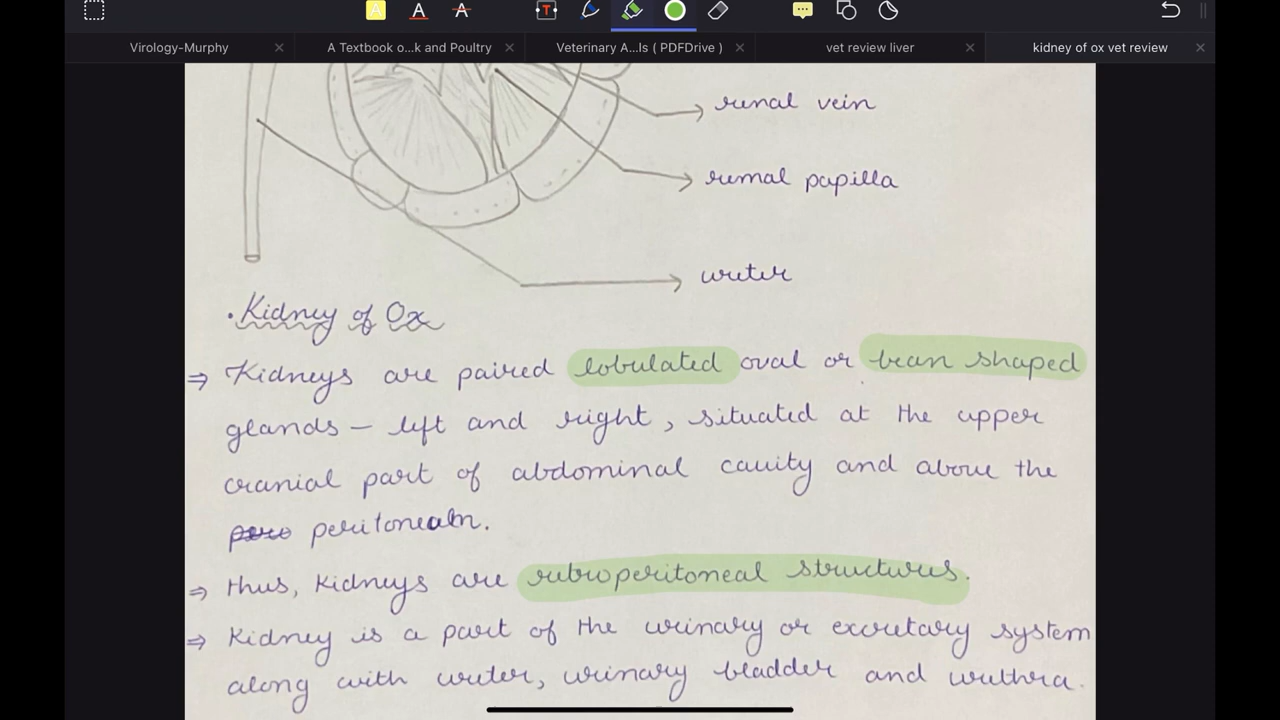 Virology-Murphy
A Textbook o...k and Poultry
Veterinary A...ls ( PDFDrive )
vet review liver
kidney of ox vet review
renal vein
renal papilla
ureter
• Kidney of Ox
⇒ Kidneys are paired lobulated oval or bean shaped
glands — left and right, situated at the upper
cranial part of abdominal cavity and above the
peritonealm.
⇒ Thus, kidneys are retroperitoneal structures.
⇒ Kidney is a part of the urinary or excretary system
along with ureter, urinary bladder and urethra.